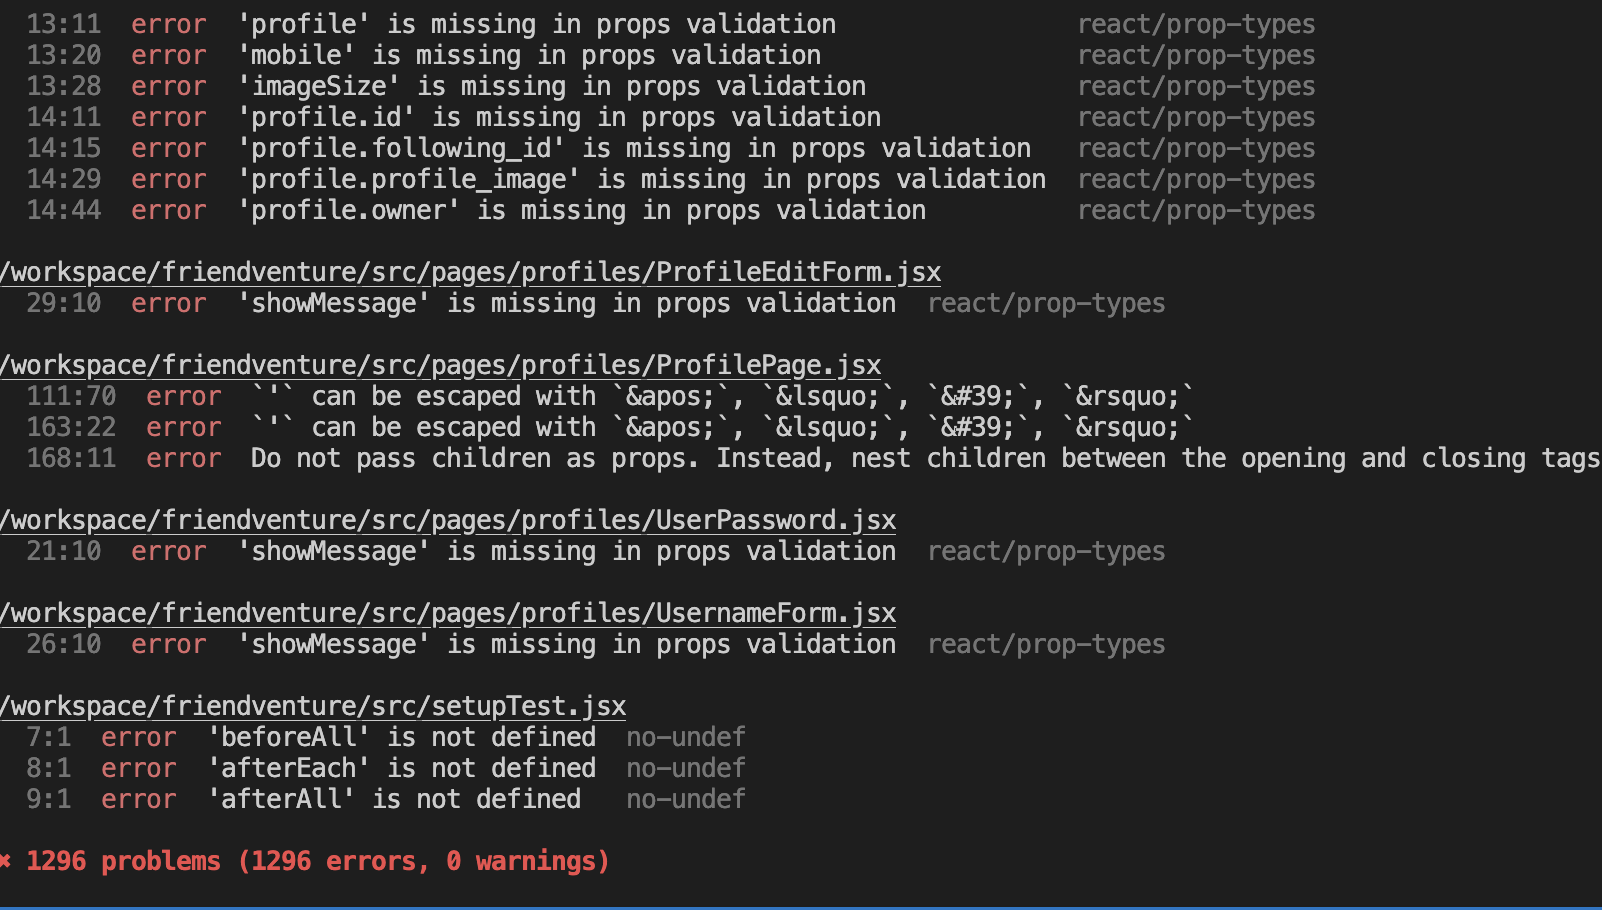 13:11 error 'profile' is missing in props validation react/prop-types
13:20 error 'mobile' is missing in props validation react/prop-types
13:28 error 'imageSize' is missing in props validation react/prop-types
14:11 error 'profile.id' is missing in props validation react/prop-types
14:15 error 'profile.following_id' is missing in props validation react/prop-types
14:29 error 'profile.profile_image' is missing in props validation react/prop-types
14:44 error 'profile.owner' is missing in props validation react/prop-types
/workspace/friendventure/src/pages/profiles/ProfileEditForm.jsx
29:10 error 'showMessage' is missing in props validation react/prop-types
/workspace/friendventure/src/pages/profiles/ProfilePage.jsx
111:70 error `'` can be escaped with `&apos;`, `&lsquo;`, `&#39;`, `&rsquo;`
163:22 error `'` can be escaped with `&apos;`, `&lsquo;`, `&#39;`, `&rsquo;`
168:11 error Do not pass children as props. Instead, nest children between the opening and closing tags
/workspace/friendventure/src/pages/profiles/UserPassword.jsx
21:10 error 'showMessage' is missing in props validation react/prop-types
/workspace/friendventure/src/pages/profiles/UsernameForm.jsx
26:10 error 'showMessage' is missing in props validation react/prop-types
/workspace/friendventure/src/setupTest.jsx
7:1 error 'beforeAll' is not defined no-undef
8:1 error 'afterEach' is not defined no-undef
9:1 error 'afterAll' is not defined no-undef
✖ 1296 problems (1296 errors, 0 warnings)